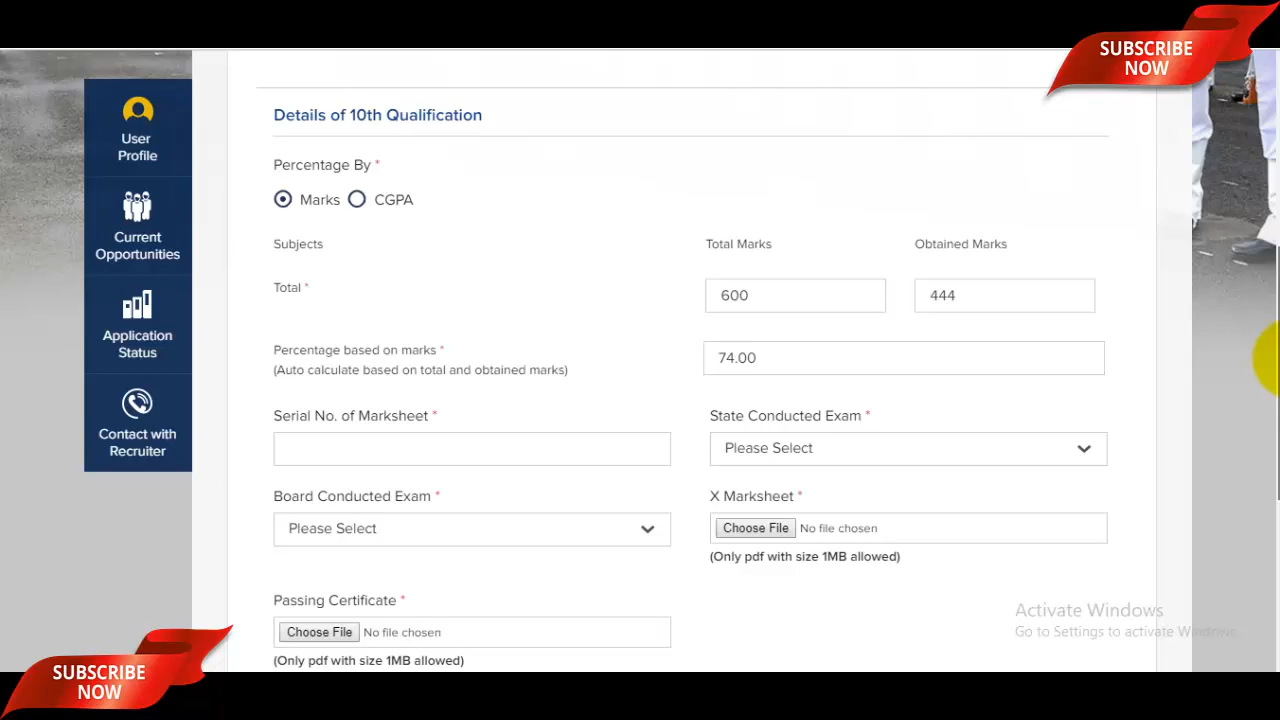 SUBSCRIBE
NOW
User
Profile
Current
Opportunities
Application
Status
Contact with
Recruiter
Details of 10th Qualification
Percentage By *
Marks CGPA
Subjects Total Marks Obtained Marks
Total * 600 444
Percentage based on marks * 74.00
(Auto calculate based on total and obtained marks)
Serial No. of Marksheet * State Conducted Exam *
Please Select
Board Conducted Exam * X Marksheet *
Please Select Choose File No file chosen
(Only pdf with size 1MB allowed)
Passing Certificate *
Choose File No file chosen
(Only pdf with size 1MB allowed)
Activate Windows
Go to Settings to activate Windows.
SUBSCRIBE
NOW